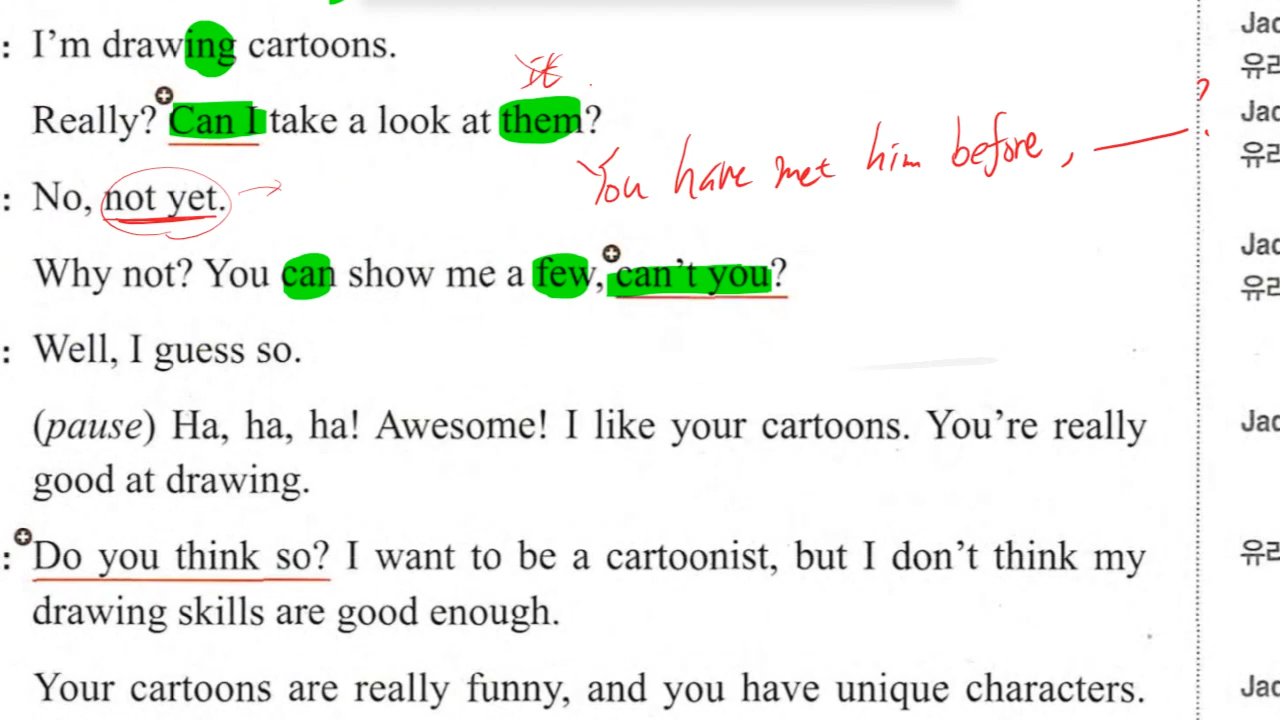 : I'm drawing cartoons.
Jac
유리
it
Really? Can I take a look at them?
Jac
You have met him before, ——?
유리
: No, not yet.
Why not? You can show me a few, can't you?
Jac
유리
: Well, I guess so.
(pause) Ha, ha, ha! Awesome! I like your cartoons. You're really
Jac
good at drawing.
: Do you think so? I want to be a cartoonist, but I don't think my
유리
drawing skills are good enough.
Your cartoons are really funny, and you have unique characters.
Jac